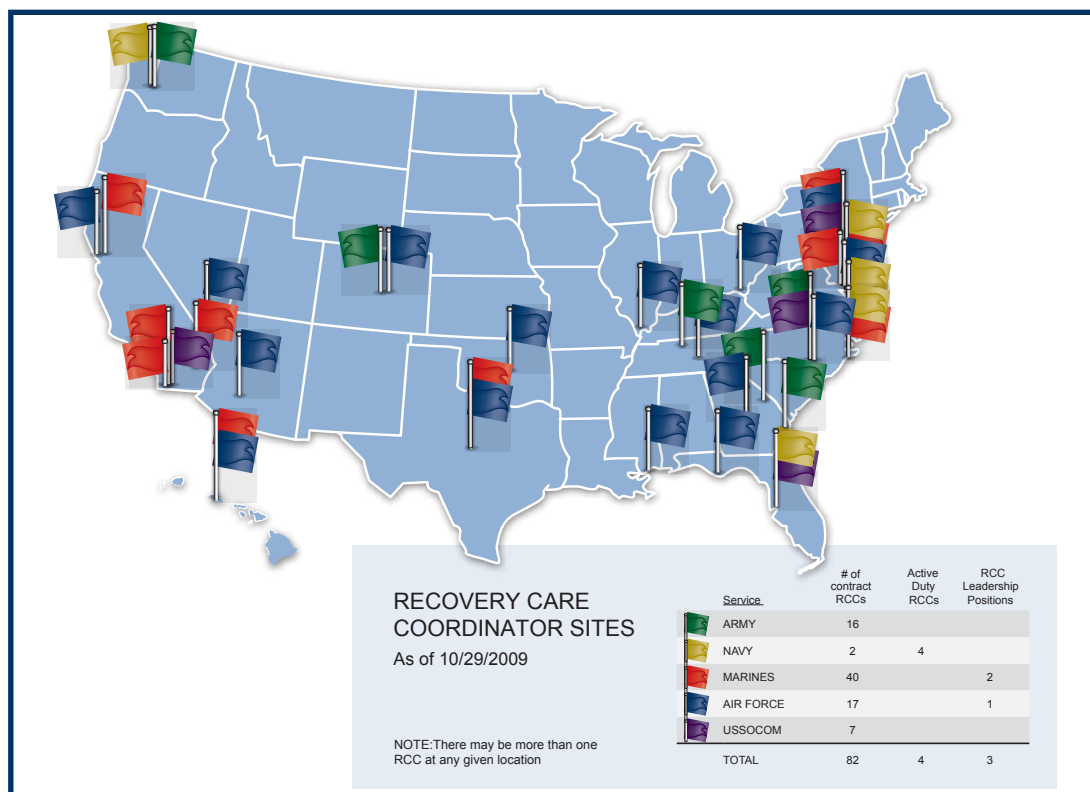 RECOVERY CARE
COORDINATOR SITES
As of 10/29/2009
NOTE:There may be more than one
RCC at any given location
Service
# of
contract
RCCs
Active
Duty
RCCs
RCC
Leadership
Positions
ARMY 16
NAVY 2 4
MARINES 40 2
AIR FORCE 17 1
USSOCOM 7
TOTAL 82 4 3